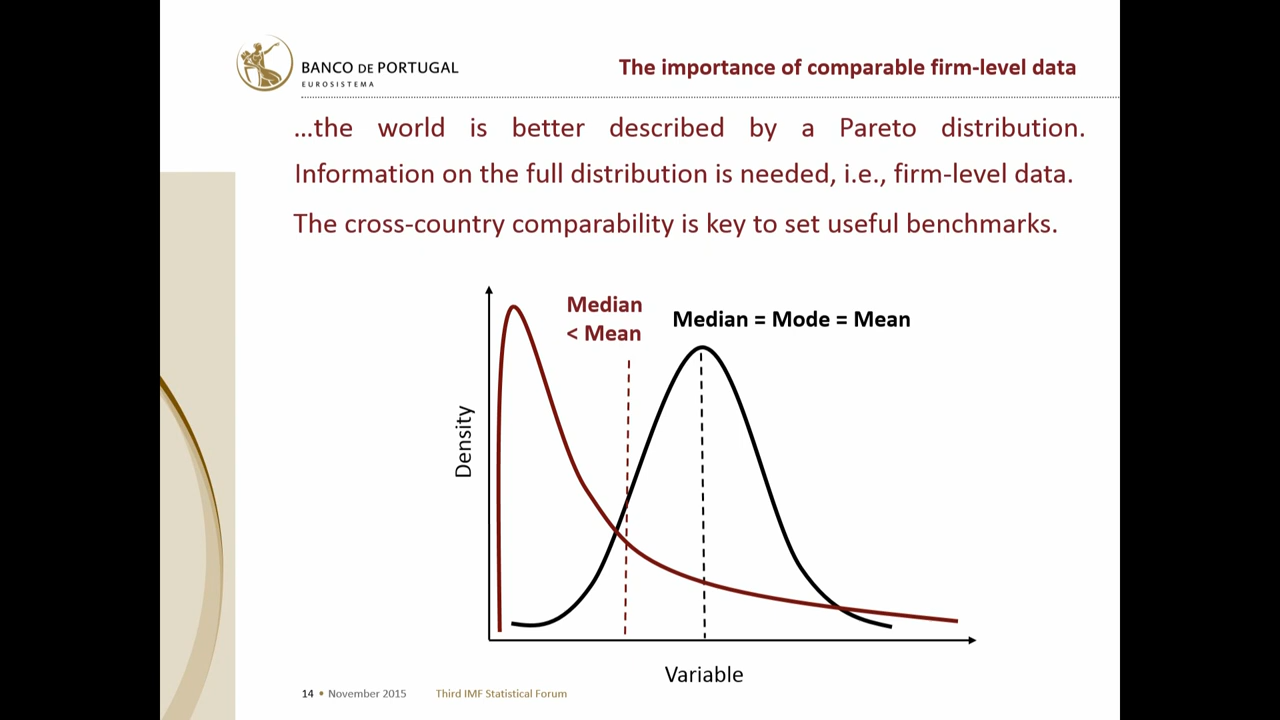 BANCO DE PORTUGAL
EUROSISTEMA
The importance of comparable firm-level data
...the world is better described by a Pareto distribution.
Information on the full distribution is needed, i.e., firm-level data.
The cross-country comparability is key to set useful benchmarks.
Median
< Mean
Median = Mode = Mean
Density
Variable
14 • November 2015 Third IMF Statistical Forum